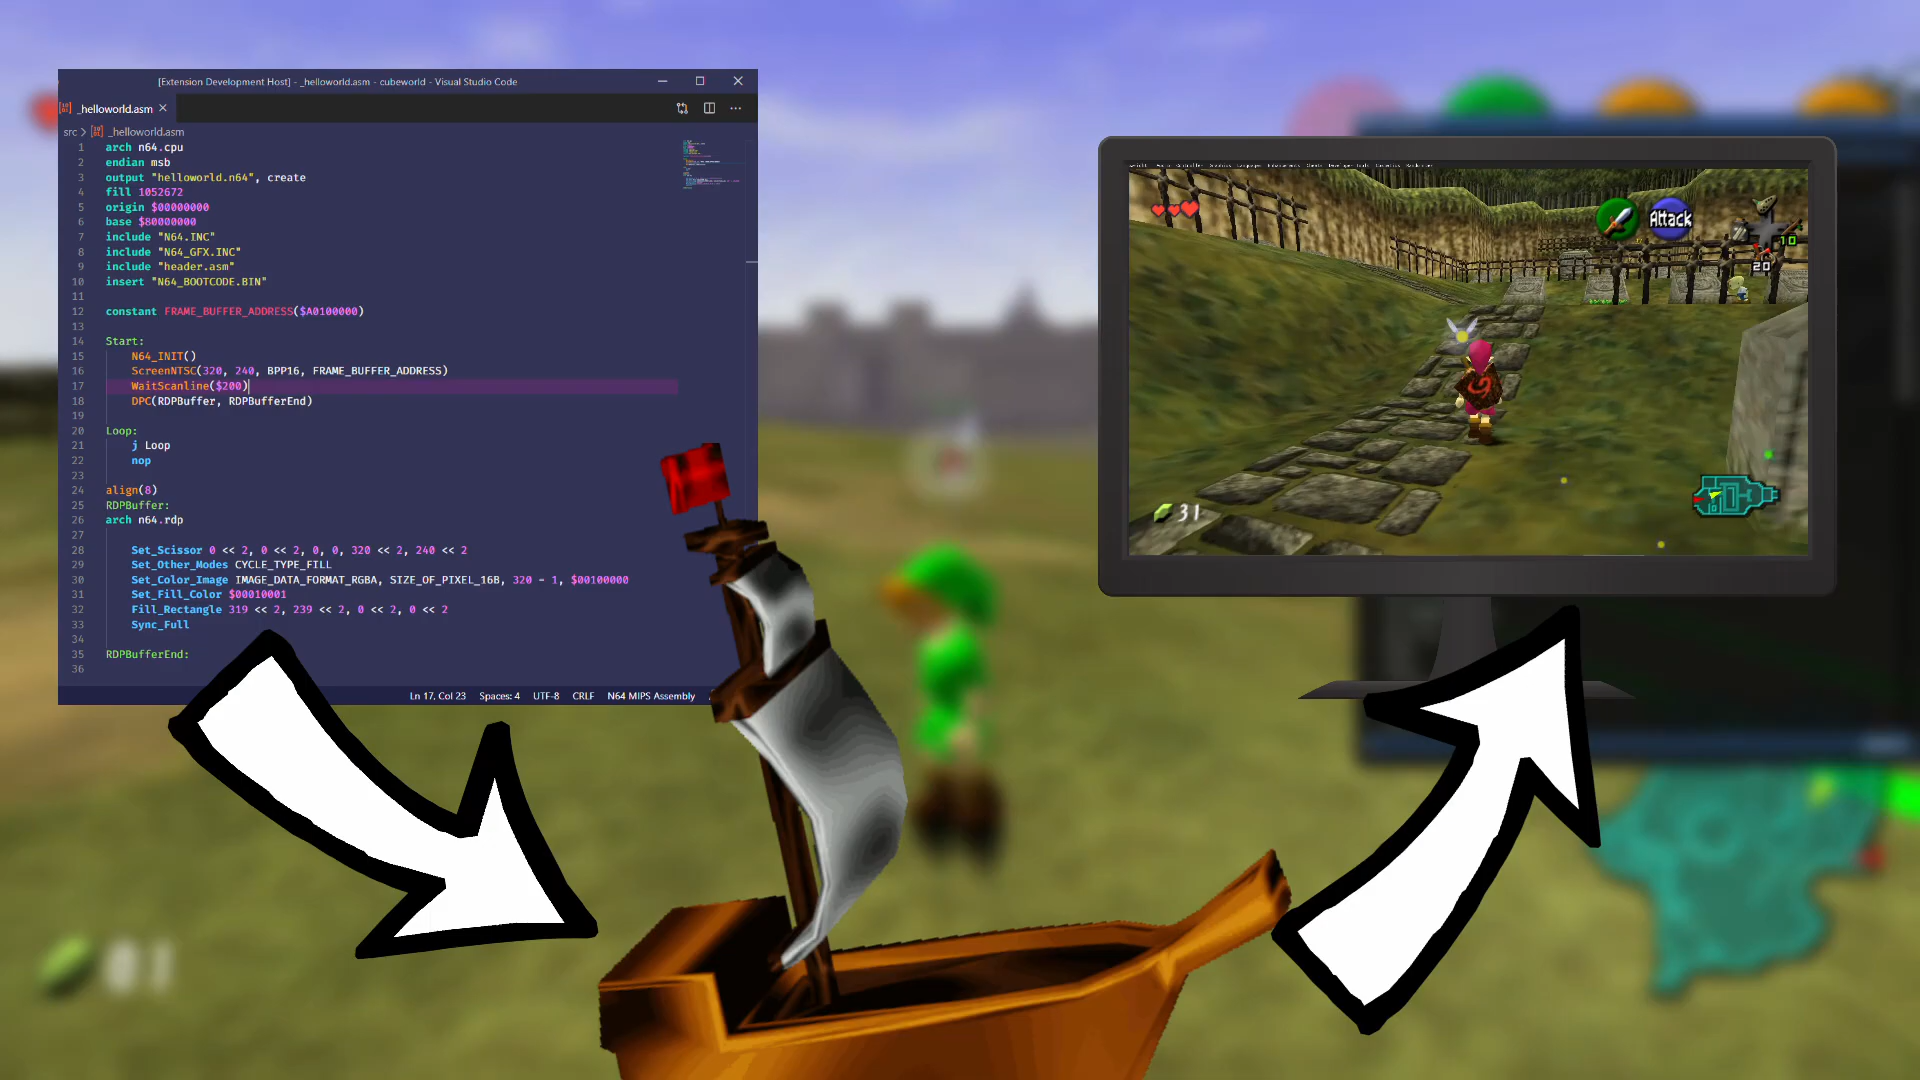 [Extension Development Host] - _helloworld.asm - cubeworld - Visual Studio Code
_helloworld.asm
src > _helloworld.asm
1 arch n64.cpu
2 endian msb
3 output "helloworld.n64", create
4 fill 1052672
5 origin $00000000
6 base $80000000
7 include "N64.INC"
8 include "N64_GFX.INC"
9 include "header.asm"
10 insert "N64_BOOTCODE.BIN"
11
12 constant FRAME_BUFFER_ADDRESS($A0100000)
13
14 Start:
15 N64_INIT()
16 ScreenNTSC(320, 240, BPP16, FRAME_BUFFER_ADDRESS)
17 WaitScanline($200)
18 DPC(RDPBuffer, RDPBufferEnd)
19
20 Loop:
21 j Loop
22 nop
23
24 align(8)
25 RDPBuffer:
26 arch n64.rdp
27
28 Set_Scissor 0 << 2, 0 << 2, 0, 0, 320 << 2, 240 << 2
29 Set_Other_Modes CYCLE_TYPE_FILL
30 Set_Color_Image IMAGE_DATA_FORMAT_RGBA, SIZE_OF_PIXEL_16B, 320 - 1, $00100000
31 Set_Fill_Color $00010001
32 Fill_Rectangle 319 << 2, 239 << 2, 0 << 2, 0 << 2
33 Sync_Full
34
35 RDPBufferEnd:
36
Ln 17, Col 23 Spaces: 4 UTF-8 CRLF N64 MIPS Assembly
Attack
10
20
31